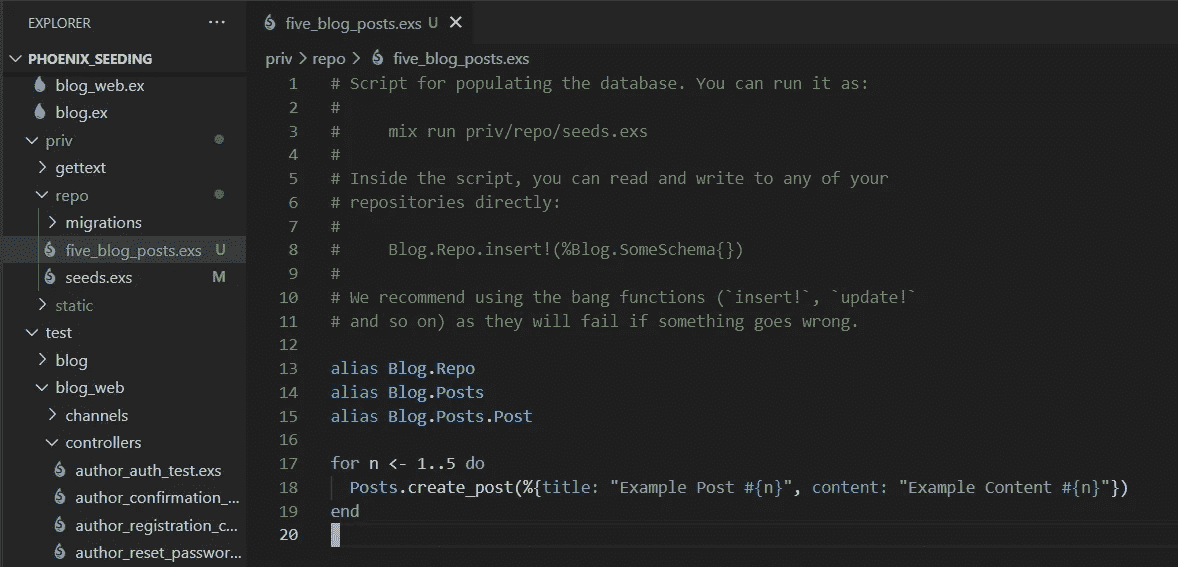 EXPLORER ···
PHOENIX_SEEDING
blog_web.ex
blog.ex
priv
gettext
repo
migrations
five_blog_posts.exs U
seeds.exs M
static
test
blog
blog_web
channels
controllers
author_auth_test.exs
author_confirmation_...
author_registration_c...
author_reset_passwor...
five_blog_posts.exs U ×
priv > repo > five_blog_posts.exs
1 # Script for populating the database. You can run it as:
2 #
3 #     mix run priv/repo/seeds.exs
4 #
5 # Inside the script, you can read and write to any of your
6 # repositories directly:
7 #
8 #     Blog.Repo.insert!(%Blog.SomeSchema{})
9 #
10 # We recommend using the bang functions (`insert!`, `update!`
11 # and so on) as they will fail if something goes wrong.
12
13 alias Blog.Repo
14 alias Blog.Posts
15 alias Blog.Posts.Post
16
17 for n <- 1..5 do
18   Posts.create_post(%{title: "Example Post #{n}", content: "Example Content #{n}"})
19 end
20